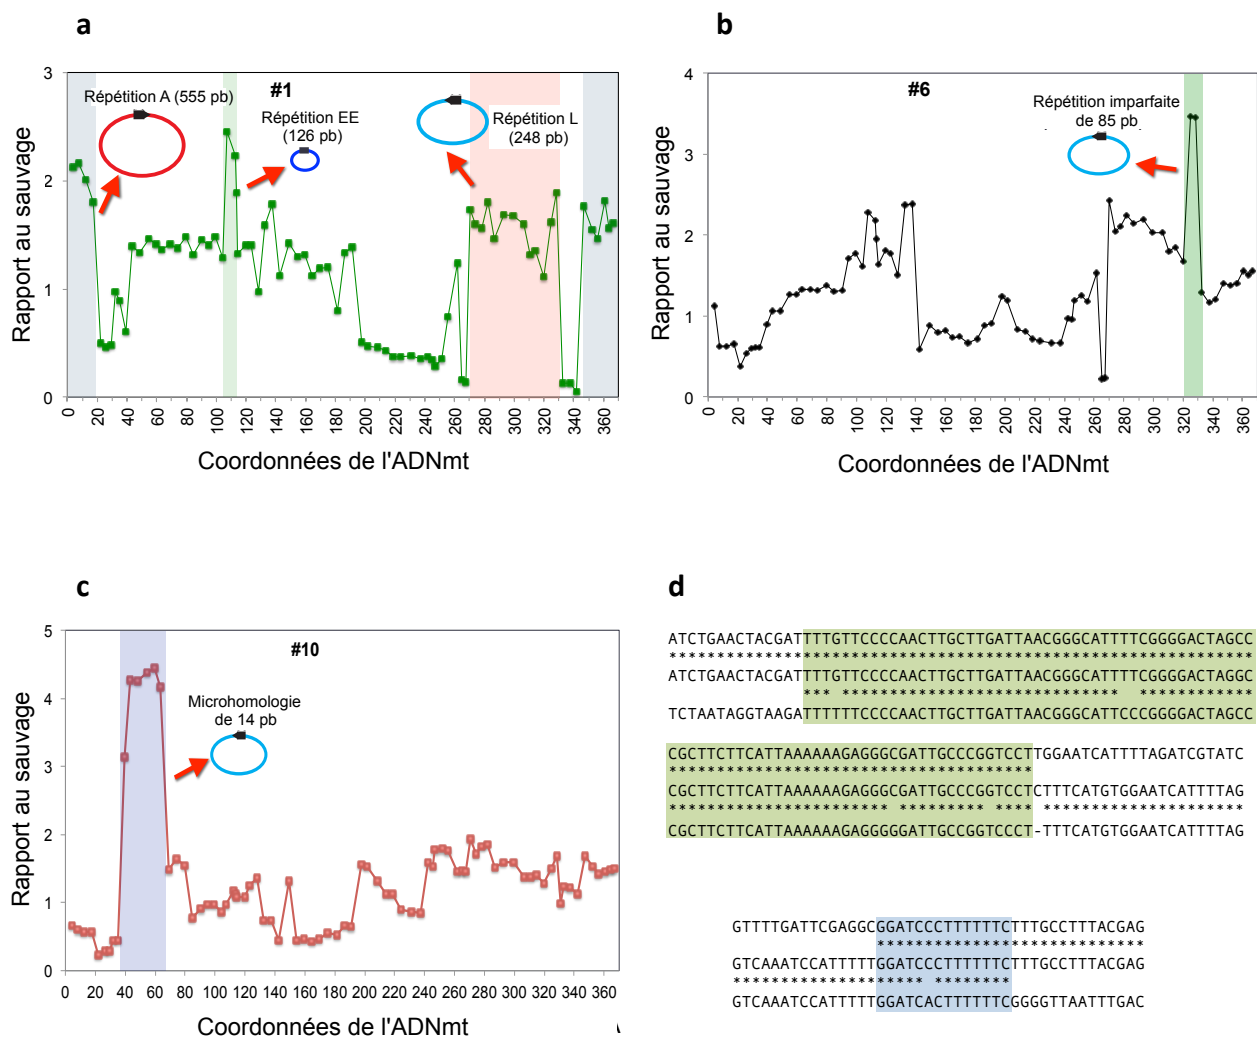 a
#1
Rapport au sauvage
3
2
1
0
Répétition A (555 pb)
Répétition EE
(126 pb)
Répétition L
(248 pb)
0 20 40 60 80 100 120 140 160 180 200 220 240 260 280 300 320 340 360
Coordonnées de l'ADNmt
b
#6
Rapport au sauvage
4
3
2
1
0
Répétition imparfaite
de 85 pb
0 20 40 60 80 100 120 140 160 180 200 220 240 260 280 300 320 340 360
Coordonnées de l'ADNmt
c
#10
Rapport au sauvage
5
4
3
2
1
0
Microhomologie
de 14 pb
0 20 40 60 80 100 120 140 160 180 200 220 240 260 280 300 320 340 360
Coordonnées de l'ADNmt
d
ATCTGAACTACGATTTTGTTCCCCAACTTGCTTGATTAACGGGCATTTTCGGGGACTAGCC
*************************************************************
ATCTGAACTACGATTTTGTTCCCCAACTTGCTTGATTAACGGGCATTTTCGGGGACTAGGC
*** ***************************** ************
TCTAATAGGTAAGATTTTTTCCCCAACTTGCTTGATTAACGGGCATTCCCGGGGACTAGCC
CGCTTCTTCATTAAAAAAGAGGGCGATTGCCCGGTCCTTGGAATCATTTTAGATCGTATC
**************************************
CGCTTCTTCATTAAAAAAGAGGGCGATTGCCCGGTCCTCTTTCATGTGGAATCATTTTAG
*********************** ********* **** *********************
CGCTTCTTCATTAAAAAAGAGGGGGATTGCCGGTCCCT-TTTCATGTGGAATCATTTTAG
GTTTTGATTCGAGGCGGATCCCTTTTTTCTTTGCCTTTACGAG
****************************
GTCAAATCCATTTTTGGATCCCTTTTTTCTTTGCCTTTACGAG
******************** ********
GTCAAATCCATTTTTGGATCACTTTTTTCGGGGTTAATTTGAC